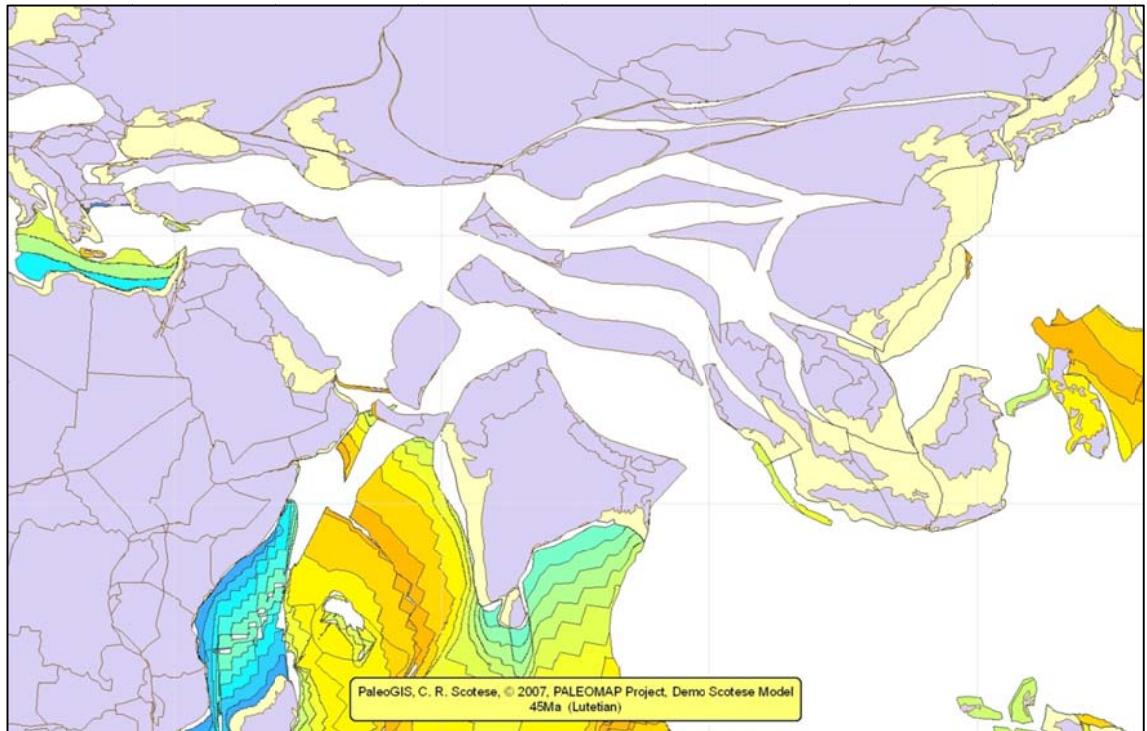 PaleoGIS, C. R. Scotese, © 2007, PALEOMAP Project, Demo Scotese Model
45Ma (Lutetian)